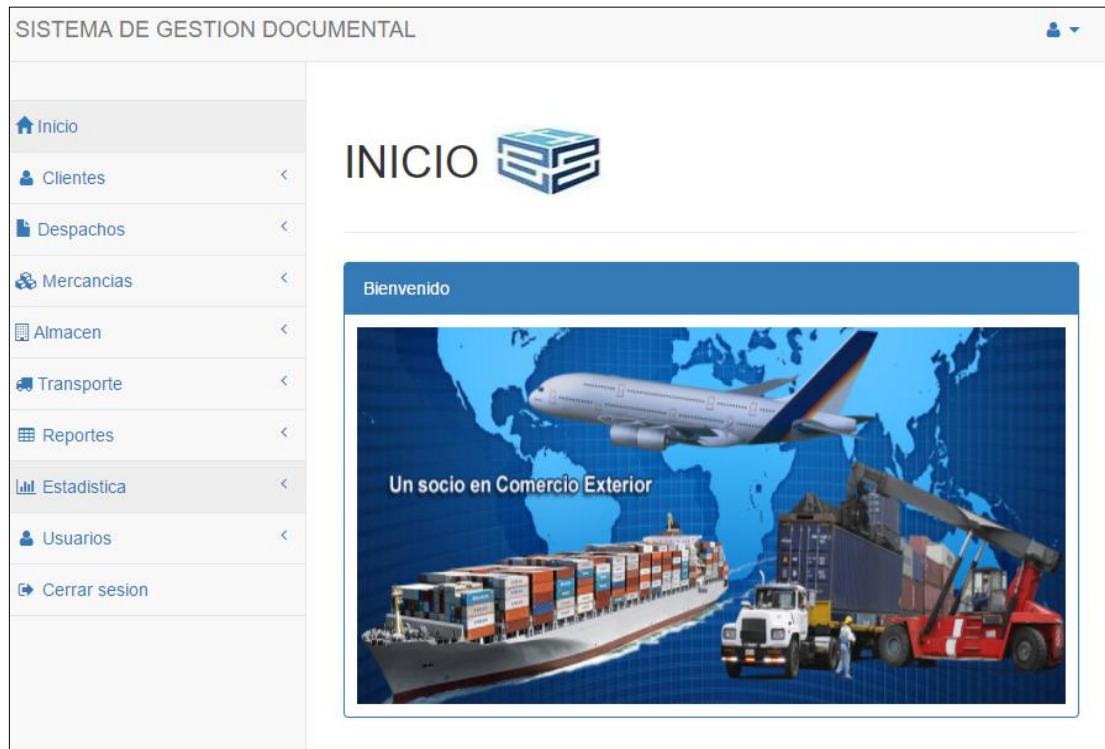 SISTEMA DE GESTION DOCUMENTAL
Inicio
Clientes
Despachos
Mercancias
Almacen
Transporte
Reportes
Estadistica
Usuarios
Cerrar sesion
INICIO
Bienvenido
Un socio en Comercio Exterior